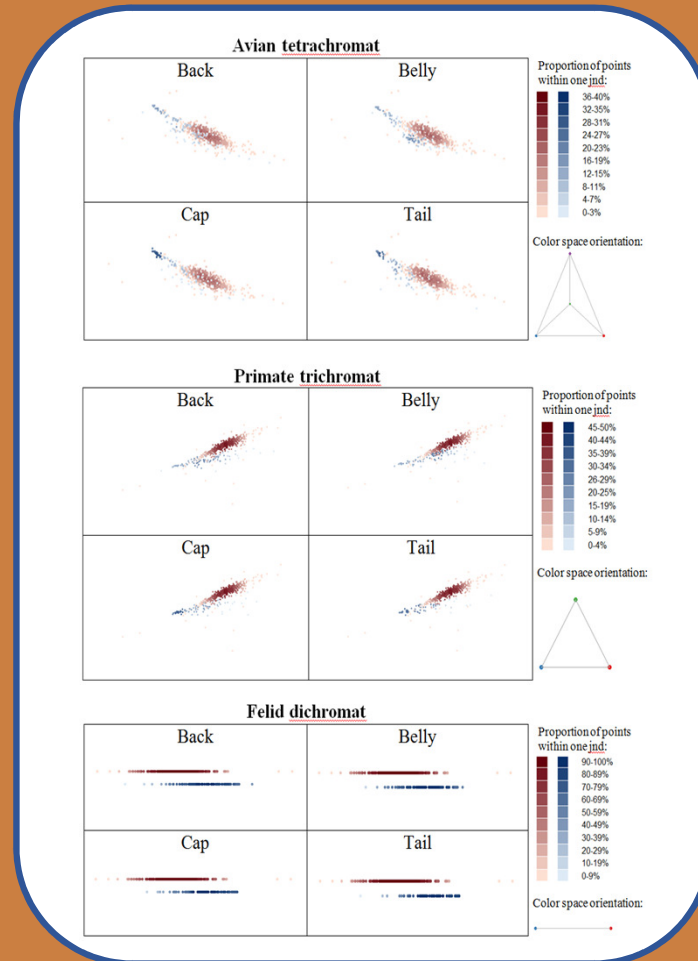 Avian tetrachromat
Back
Belly
Cap
Tail
Proportion of points
within one jnd:
36-40%
32-35%
28-31%
24-27%
20-23%
16-19%
12-15%
8-11%
4-7%
0-3%
Color space orientation:
Primate trichromat
Back
Belly
Cap
Tail
Proportion of points
within one jnd:
45-50%
40-44%
35-39%
30-34%
26-29%
20-25%
15-19%
10-14%
5-9%
0-4%
Color space orientation:
Felid dichromat
Back
Belly
Cap
Tail
Proportion of points
within one jnd:
90-100%
80-89%
70-79%
60-69%
50-59%
40-49%
30-39%
20-29%
10-19%
0-9%
Color space orientation: